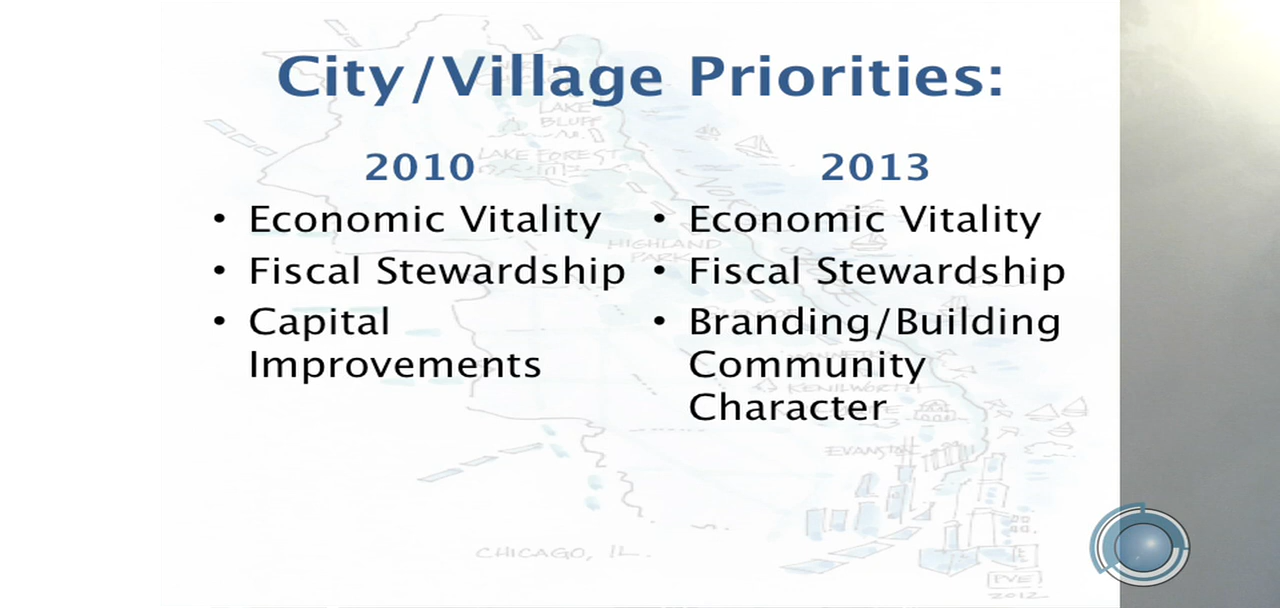 City/Village Priorities:
2010
• Economic Vitality
• Fiscal Stewardship
• Capital
Improvements
2013
• Economic Vitality
• Fiscal Stewardship
• Branding/Building
Community
Character
LAKE
BLUFF
LAKE FOREST
HIGHLAND
PARK
KENILWORTH
EVANSTON
CHICAGO, IL.
2012